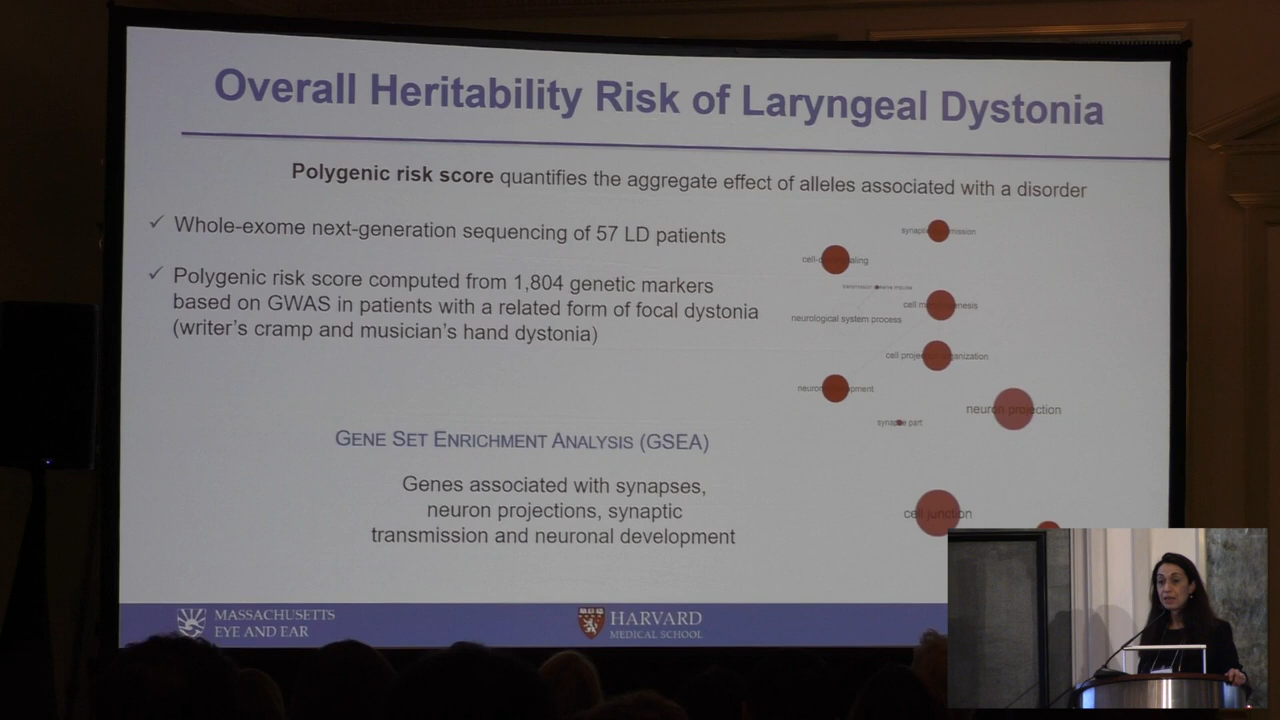 Overall Heritability Risk of Laryngeal Dystonia
Polygenic risk score quantifies the aggregate effect of alleles associated with a disorder
✓ Whole-exome next-generation sequencing of 57 LD patients
✓ Polygenic risk score computed from 1,804 genetic markers
based on GWAS in patients with a related form of focal dystonia
(writer's cramp and musician's hand dystonia)
GENE SET ENRICHMENT ANALYSIS (GSEA)
Genes associated with synapses,
neuron projections, synaptic
transmission and neuronal development
neurological system process
cell projection organization
neuron projection
synapse part
cell junction
MASSACHUSETTS
EYE AND EAR
HARVARD
MEDICAL SCHOOL